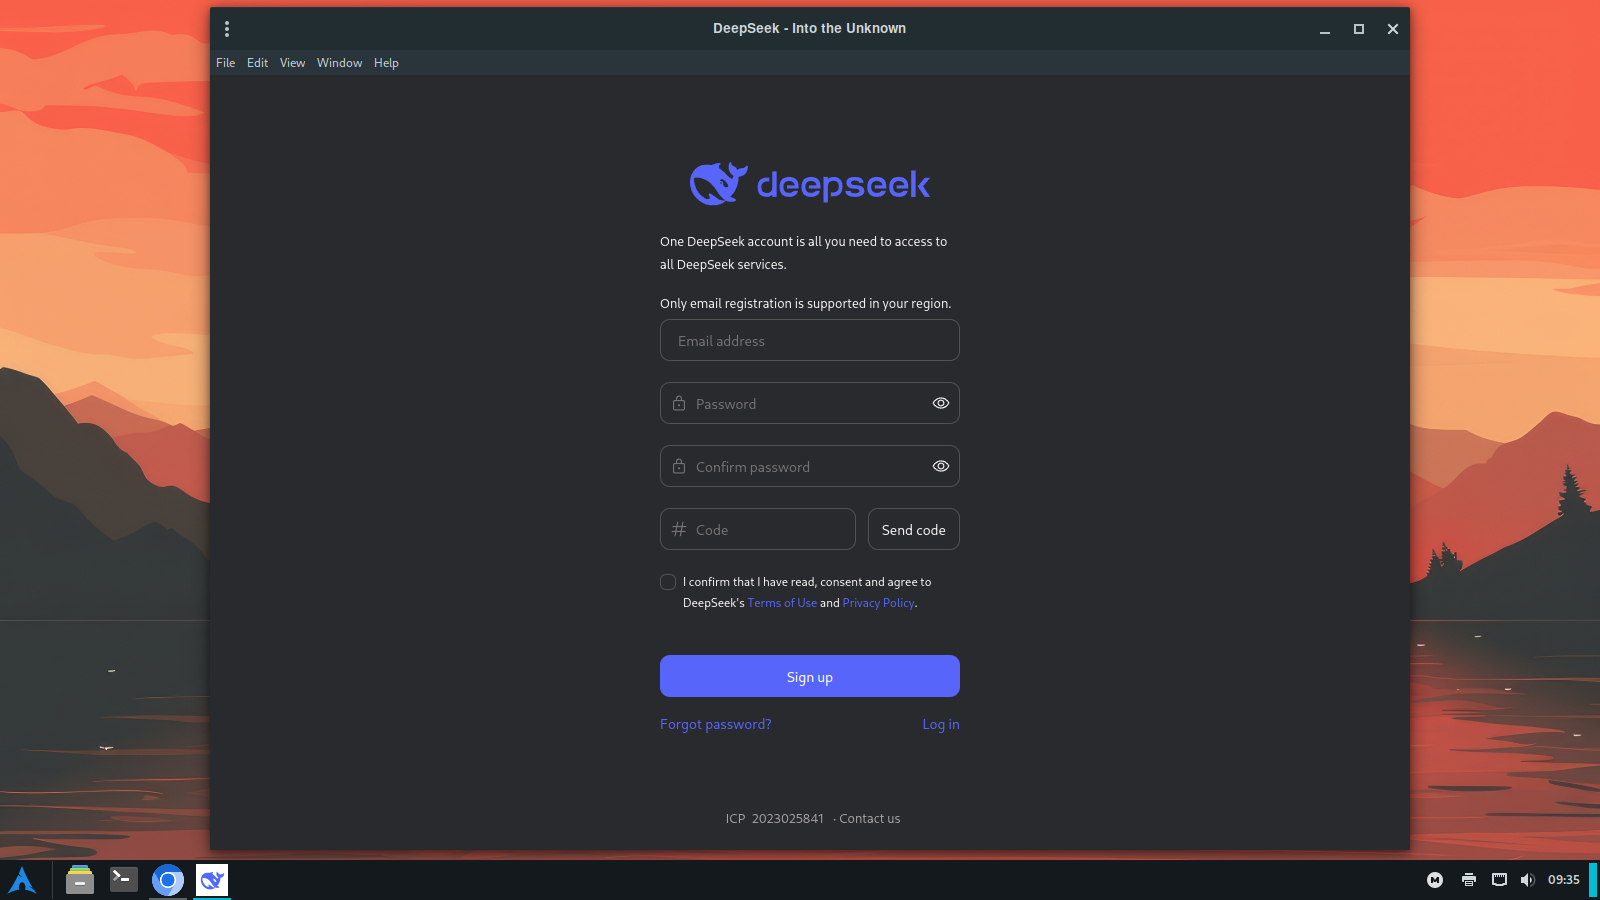 DeepSeek - Into the Unknown
File Edit View Window Help
deepseek
One DeepSeek account is all you need to access to
all DeepSeek services.
Only email registration is supported in your region.
Email address
Password
Confirm password
# Code
Send code
I confirm that I have read, consent and agree to
DeepSeek's Terms of Use and Privacy Policy.
Sign up
Forgot password?
Log in
ICP 2023025841 · Contact us
M
09:35